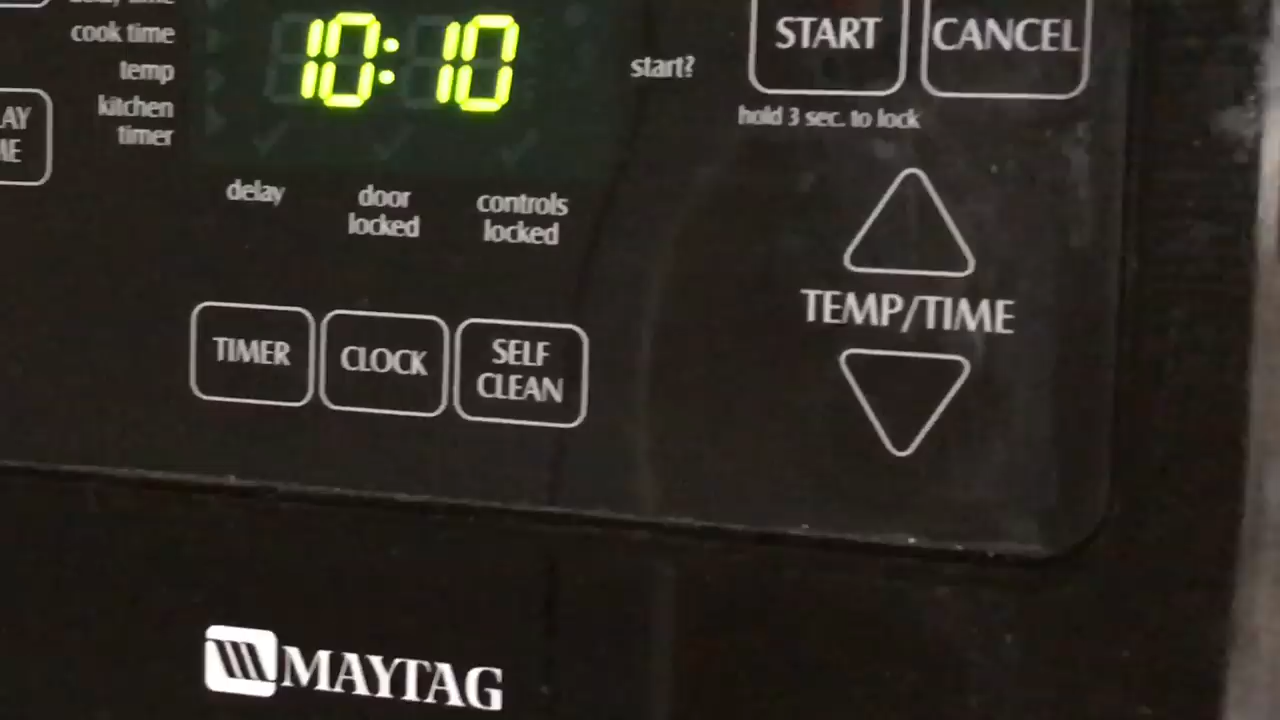 cook time
temp
kitchen
timer
10:10
start?
START
CANCEL
hold 3 sec. to lock
delay
door
locked
controls
locked
TEMP/TIME
TIMER
CLOCK
SELF
CLEAN
MAYTAG